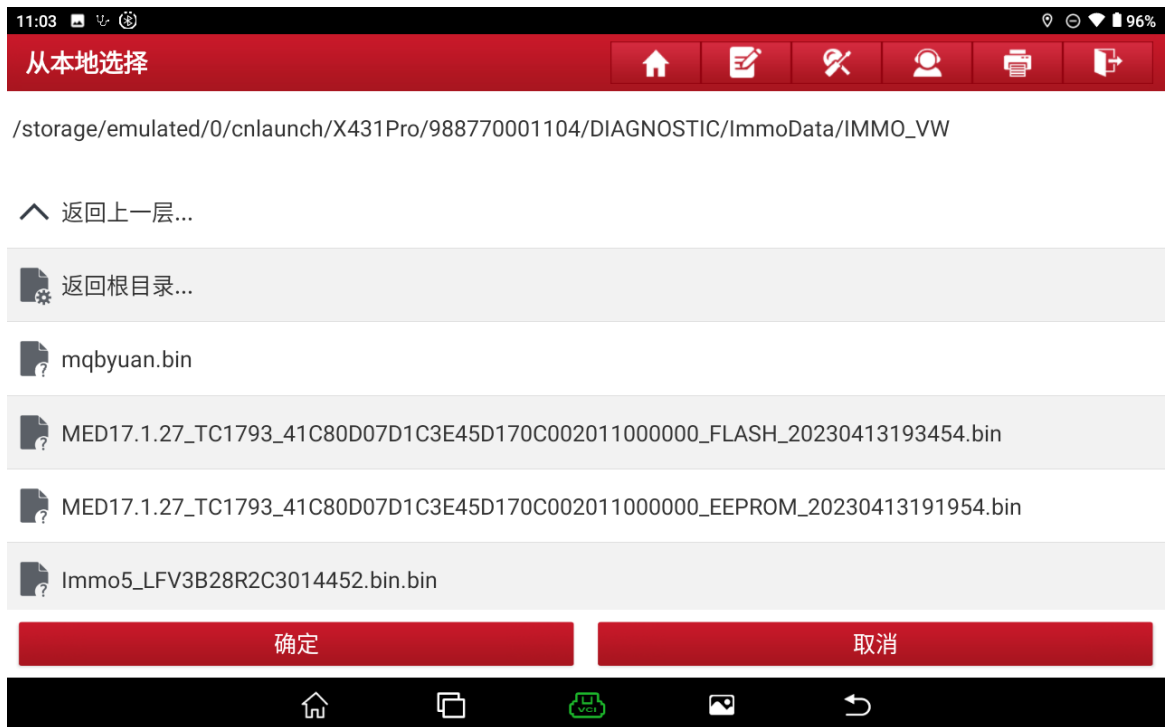 11:03
96%
从本地选择
/storage/emulated/0/cnlaunch/X431Pro/988770001104/DIAGNOSTIC/ImmoData/IMMO_VW
返回上一层...
返回根目录...
mqbyuan.bin
MED17.1.27_TC1793_41C80D07D1C3E45D170C002011000000_FLASH_20230413193454.bin
MED17.1.27_TC1793_41C80D07D1C3E45D170C002011000000_EEPROM_20230413191954.bin
Immo5_LFV3B28R2C3014452.bin.bin
确定
取消
VCI